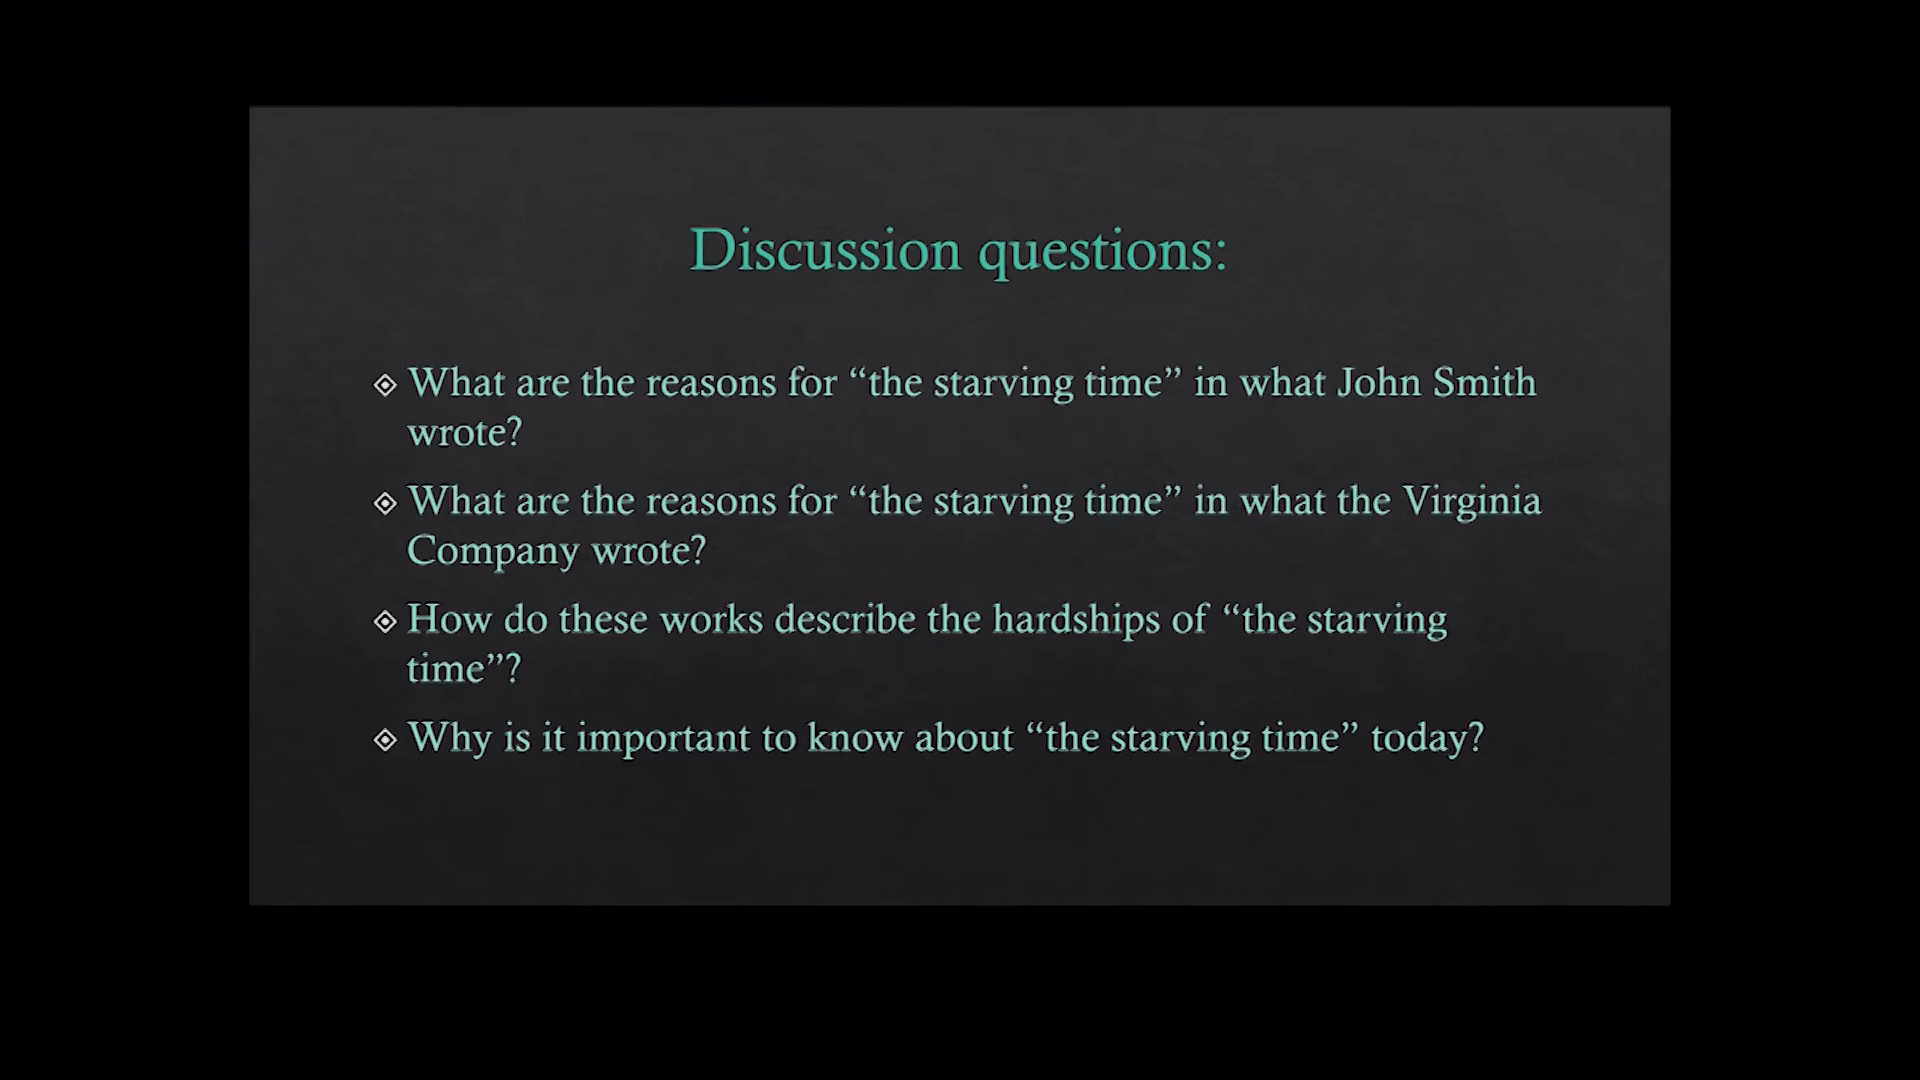 Discussion questions:
What are the reasons for “the starving time” in what John Smith
wrote?
What are the reasons for “the starving time” in what the Virginia
Company wrote?
How do these works describe the hardships of “the starving
time”?
Why is it important to know about “the starving time” today?